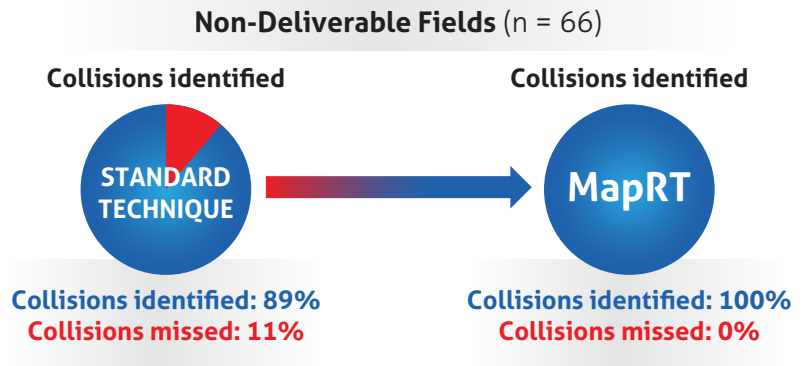 Non-Deliverable Fields (n = 66)
Collisions identified
STANDARD
TECHNIQUE
Collisions identified: 89%
Collisions missed: 11%
Collisions identified
MapRT
Collisions identified: 100%
Collisions missed: 0%